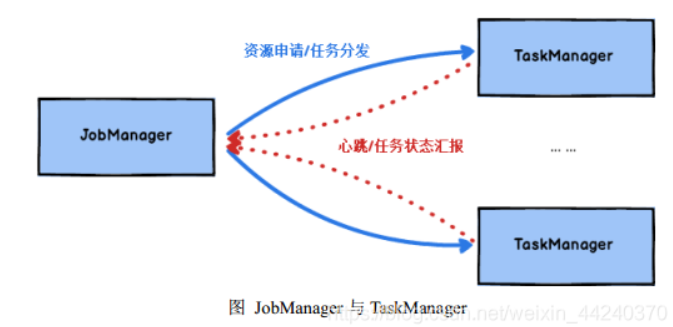 资源申请/任务分发
TaskManager
JobManager
心跳/任务状态汇报
... ...
TaskManager
图 JobManager 与 TaskManager
https://blog.csdn.net/weixin_44240370